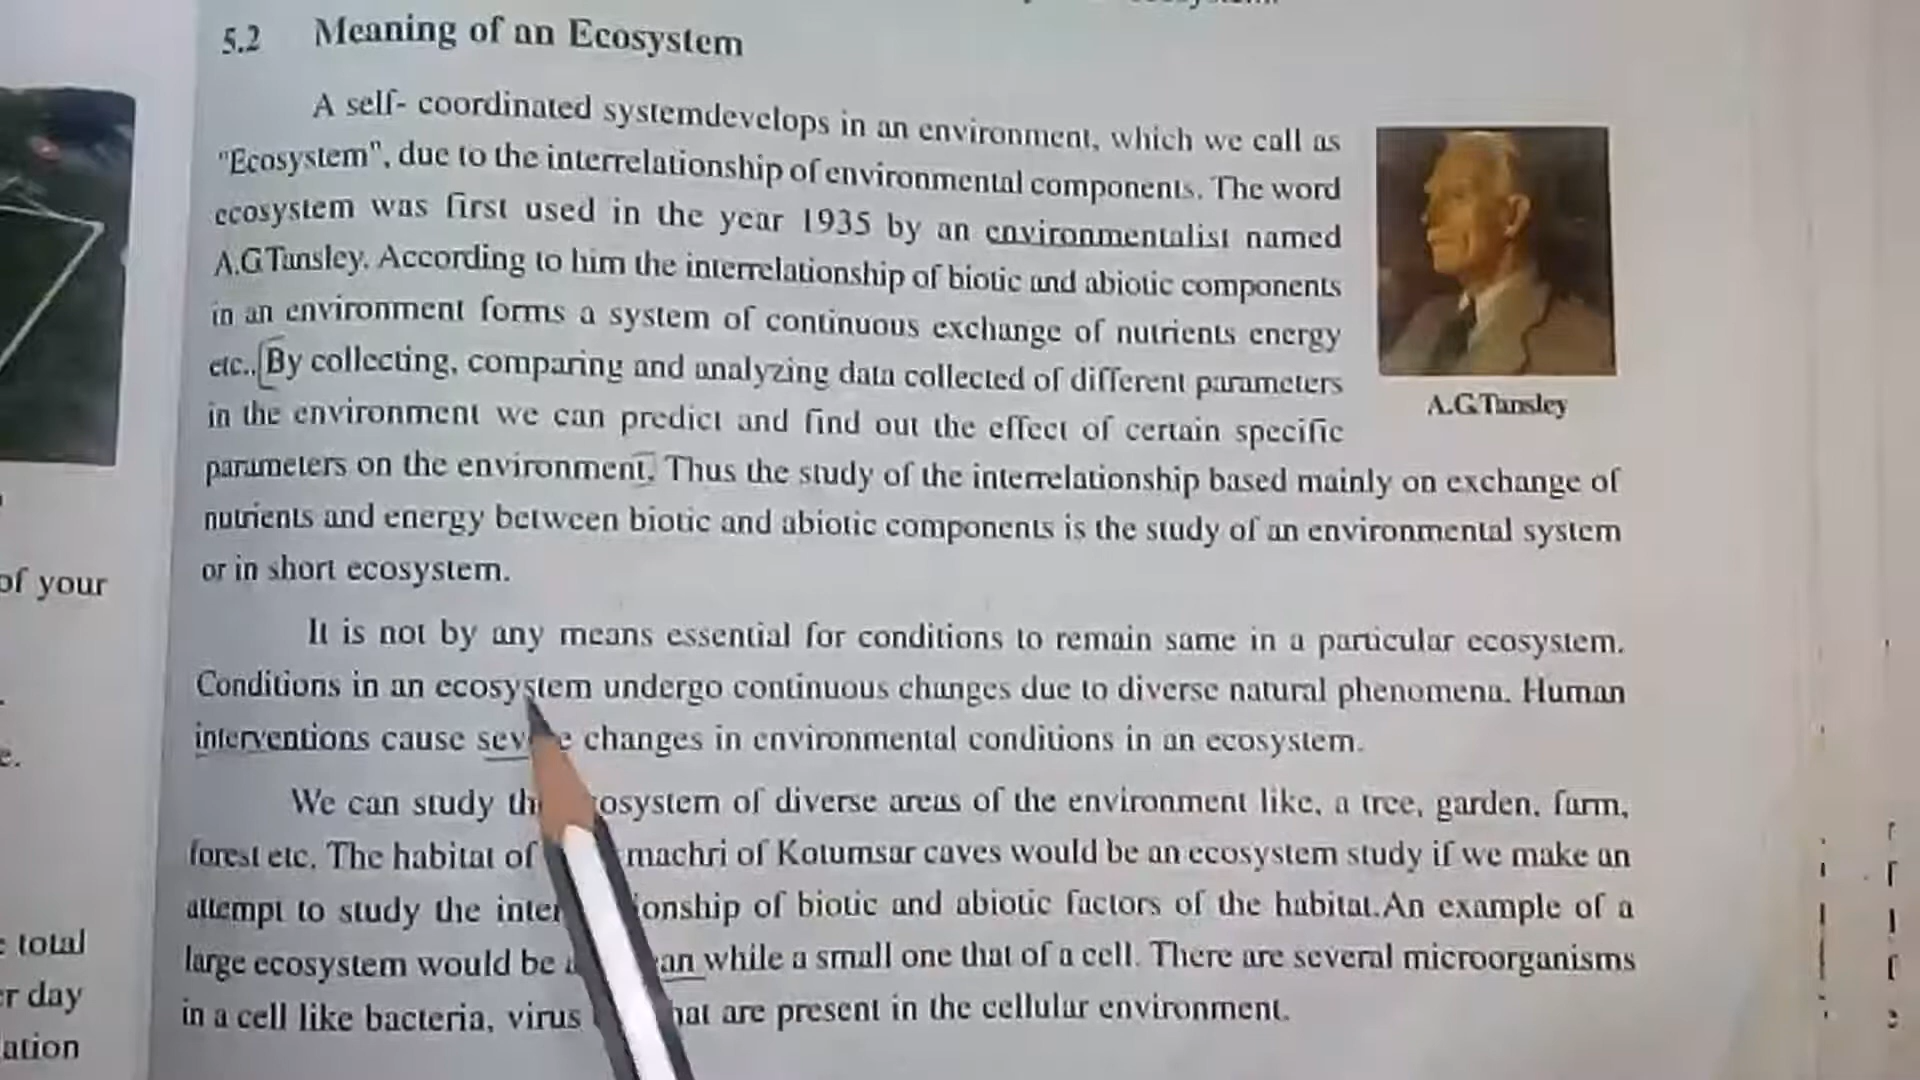 5.2 Meaning of an Ecosystem
A self- coordinated systemdevelops in an environment, which we call as
"Ecosystem", due to the interrelationship of environmental components. The word
ecosystem was first used in the year 1935 by an environmentalist named
A.G.Tansley. According to him the interrelationship of biotic and abiotic components
in an environment forms a system of continuous exchange of nutrients energy
etc.. By collecting, comparing and analyzing data collected of different parameters
in the environment we can predict and find out the effect of certain specific
parameters on the environment. Thus the study of the interrelationship based mainly on exchange of
nutrients and energy between biotic and abiotic components is the study of an environmental system
or in short ecosystem.
A.G.Tansley
It is not by any means essential for conditions to remain same in a particular ecosystem.
Conditions in an ecosystem undergo continuous changes due to diverse natural phenomena. Human
interventions cause changes in environmental conditions in an ecosystem.
We can study osystem of diverse areas of the environment like, a tree, garden, farm,
forest etc. The habitat of machri of Kotumsar caves would be an ecosystem study if we make an
attempt to study the inter ionship of biotic and abiotic factors of the habitat.An example of a
large ecosystem would be an while a small one that of a cell. There are several microorganisms
in a cell like bacteria, virus hat are present in the cellular environment.
of your
e.
total
er day
ation